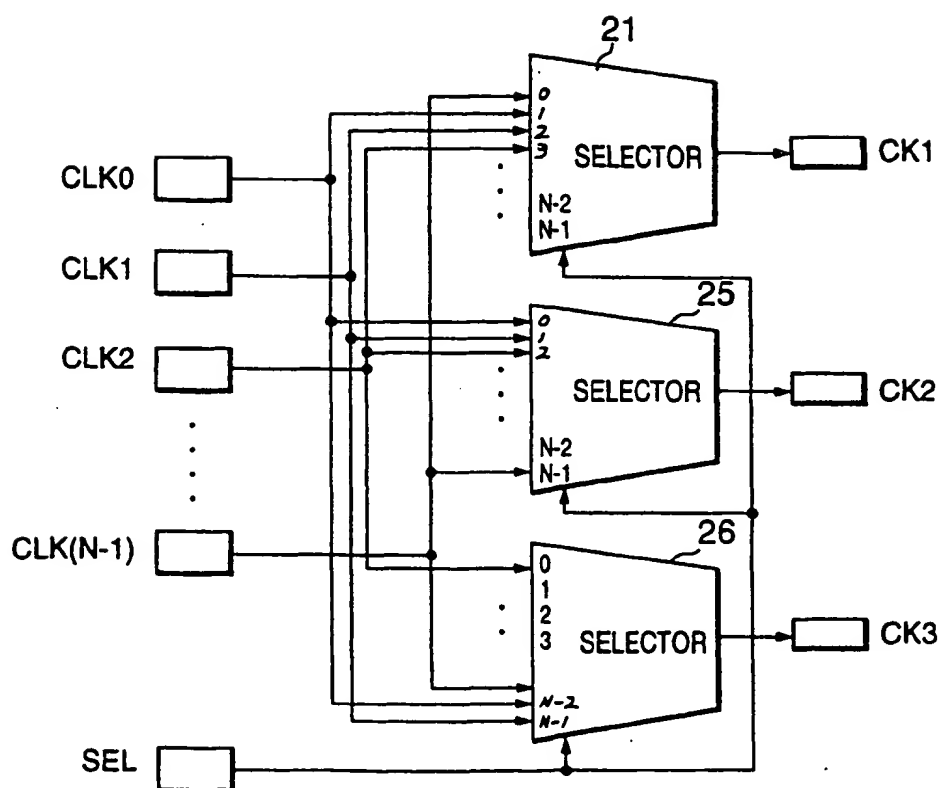 21
0
1
2
3
SELECTOR
N-2
N-1
CK1
CLK0
CLK1
CLK2
CLK(N-1)
SEL
25
0
1
2
SELECTOR
N-2
N-1
CK2
26
0
1
2
3
SELECTOR
N-2
N-1
CK3